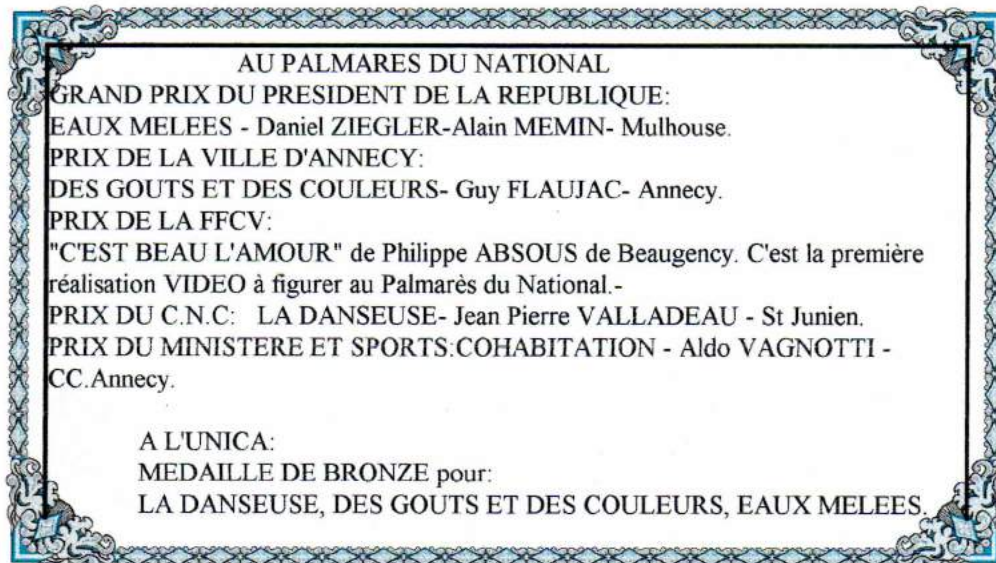 AU PALMARES DU NATIONAL
GRAND PRIX DU PRESIDENT DE LA REPUBLIQUE:
EAUX MELEES - Daniel ZIEGLER-Alain MEMIN- Mulhouse.
PRIX DE LA VILLE D'ANNECY:
DES GOUTS ET DES COULEURS- Guy FLAUJAC- Annecy.
PRIX DE LA FFCV:
"C'EST BEAU L'AMOUR" de Philippe ABSOUS de Beaugency. C'est la première
réalisation VIDEO à figurer au Palmarès du National.-
PRIX DU C.N.C: LA DANSEUSE- Jean Pierre VALLADEAU - St Junien.
PRIX DU MINISTERE ET SPORTS:COHABITATION - Aldo VAGNOTTI -
CC.Annecy.
A L'UNICA:
MEDAILLE DE BRONZE pour:
LA DANSEUSE, DES GOUTS ET DES COULEURS, EAUX MELEES.